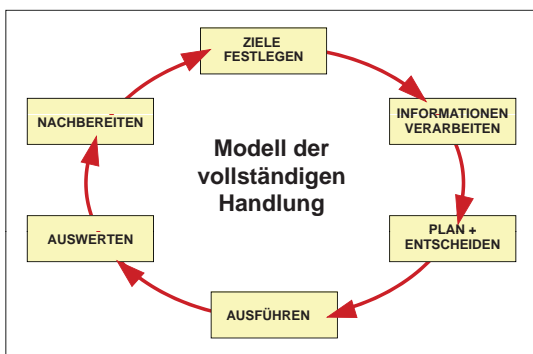 ZIELE
FESTLEGEN
INFORMATIONEN
VERARBEITEN
PLAN +
ENTSCHEIDEN
AUSFÜHREN
AUSWERTEN
NACHBEREITEN
Modell der
vollständigen
Handlung